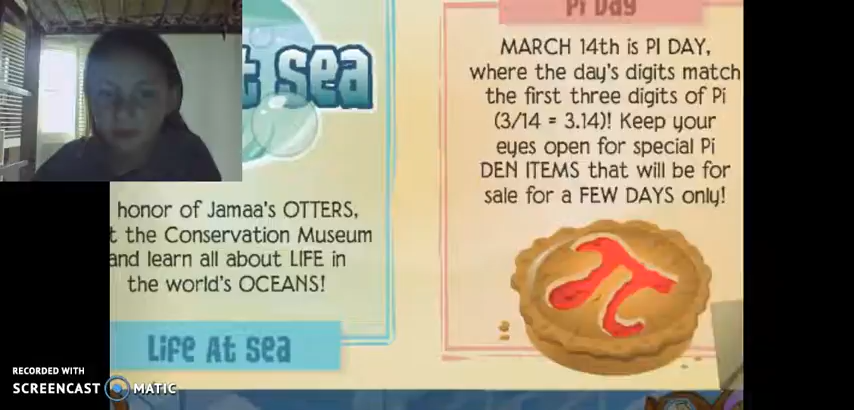 t sea
honor of Jamaa's OTTERS,
t the Conservation Museum
and learn all about LIFE in
the world's OCEANS!
Life At Sea
Pi Day
MARCH 14th is PI DAY,
where the day's digits match
the first three digits of Pi
(3/14 = 3.14)! Keep your
eyes open for special Pi
DEN ITEMS that will be for
sale for a FEW DAYS only!
π
RECORDED WITH
SCREENCAST MATIC